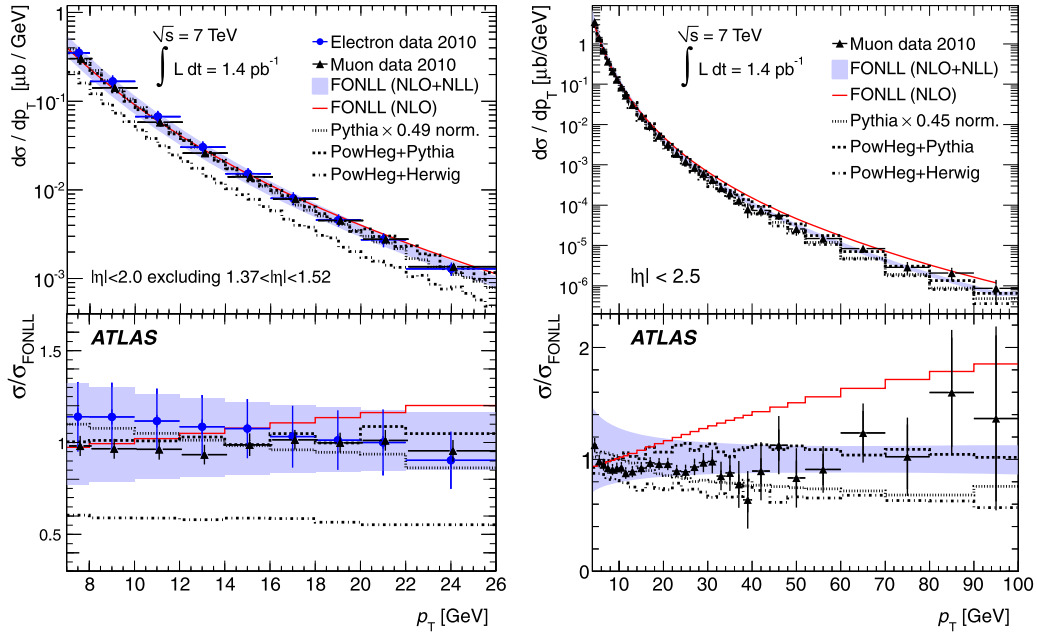 dσ / dp_T [μb / GeV]
1
10^-1
10^-2
10^-3
√s = 7 TeV
∫ L dt = 1.4 pb^-1
Electron data 2010
Muon data 2010
FONLL (NLO+NLL)
FONLL (NLO)
Pythia × 0.49 norm.
PowHeg+Pythia
PowHeg+Herwig
|η|<2.0 excluding 1.37<|η|<1.52
σ/σ_FONLL
1.5
1
0.5
ATLAS
8 10 12 14 16 18 20 22 24 26
p_T [GeV]
dσ / dp_T [μb/GeV]
1
10^-1
10^-2
10^-3
10^-4
10^-5
10^-6
√s = 7 TeV
∫ L dt = 1.4 pb^-1
Muon data 2010
FONLL (NLO+NLL)
FONLL (NLO)
Pythia × 0.45 norm.
PowHeg+Pythia
PowHeg+Herwig
|η| < 2.5
σ/σ_FONLL
2
1
0
ATLAS
10 20 30 40 50 60 70 80 90 100
p_T [GeV]